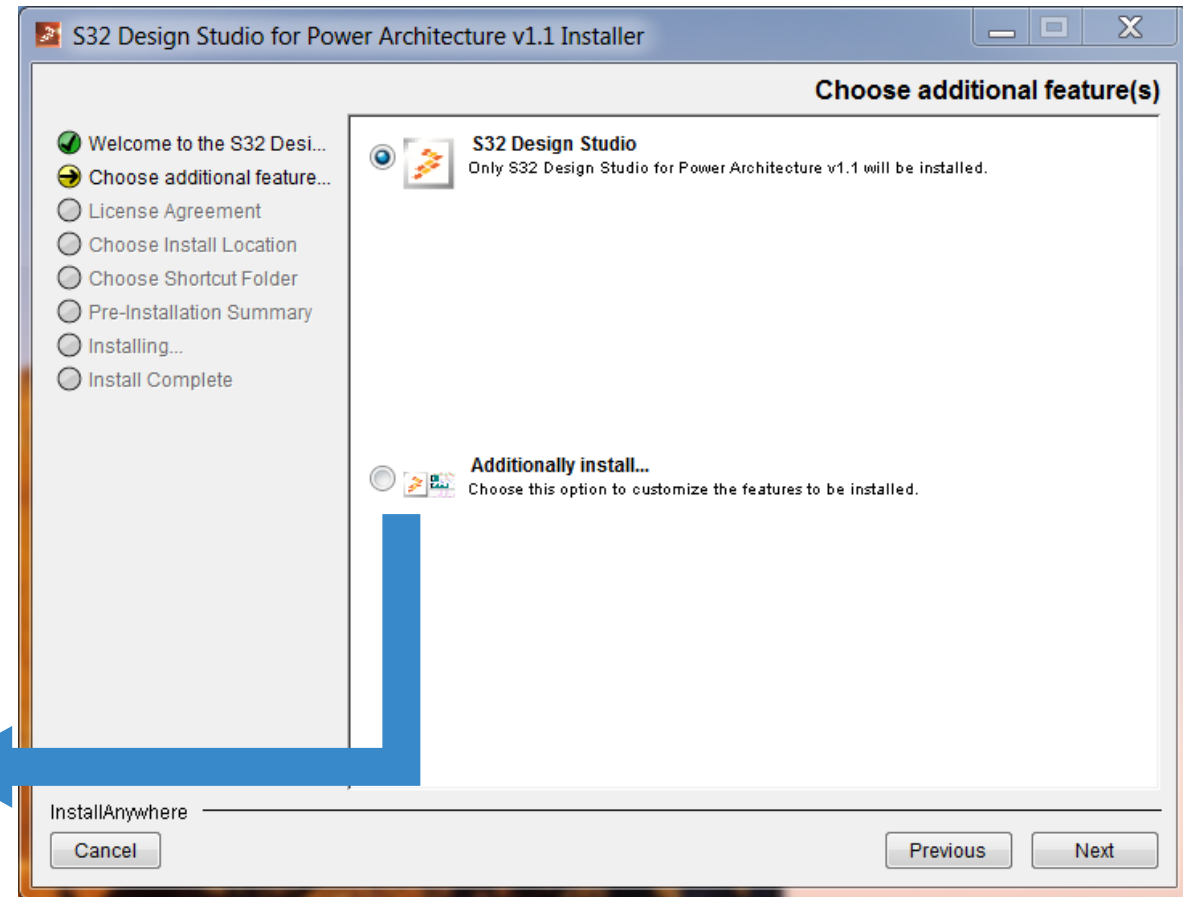 S32 Design Studio for Power Architecture v1.1 Installer
Choose additional feature(s)
Welcome to the S32 Desi...
Choose additional feature...
License Agreement
Choose Install Location
Choose Shortcut Folder
Pre-Installation Summary
Installing...
Install Complete
S32 Design Studio
Only S32 Design Studio for Power Architecture v1.1 will be installed.
Additionally install...
Choose this option to customize the features to be installed.
InstallAnywhere
Cancel
Previous
Next